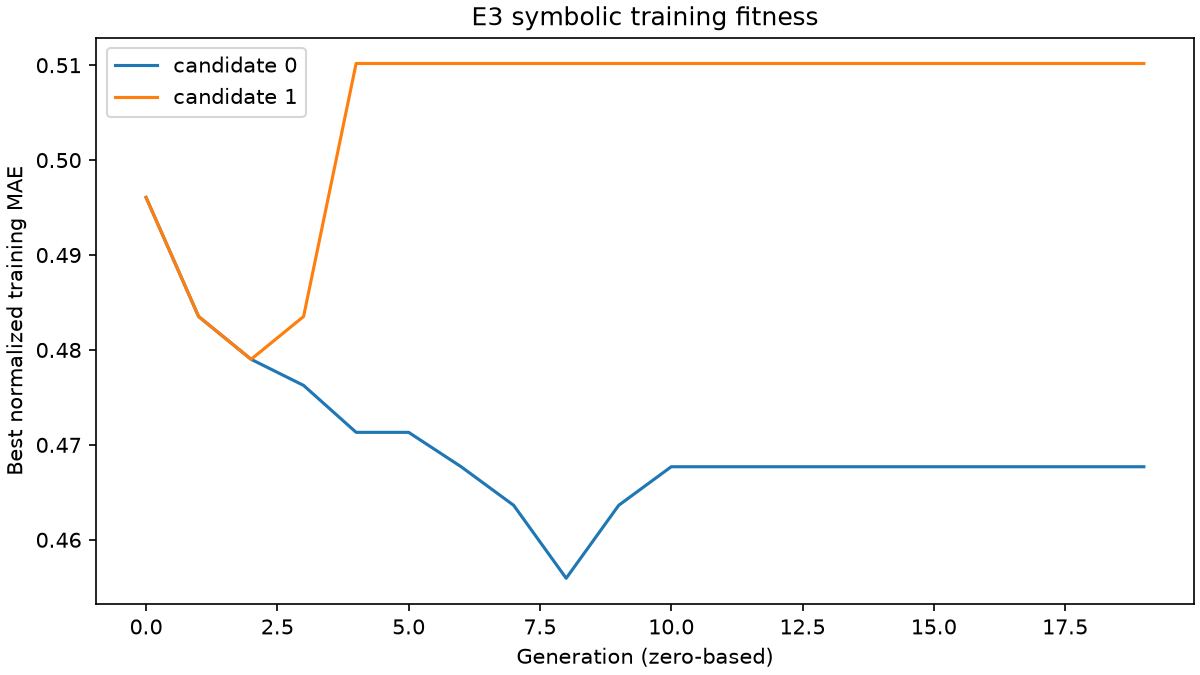 E3 symbolic training fitness
candidate 0
candidate 1
Best normalized training MAE
0.51
0.50
0.49
0.48
0.47
0.46
0.0 2.5 5.0 7.5 10.0 12.5 15.0 17.5
Generation (zero-based)